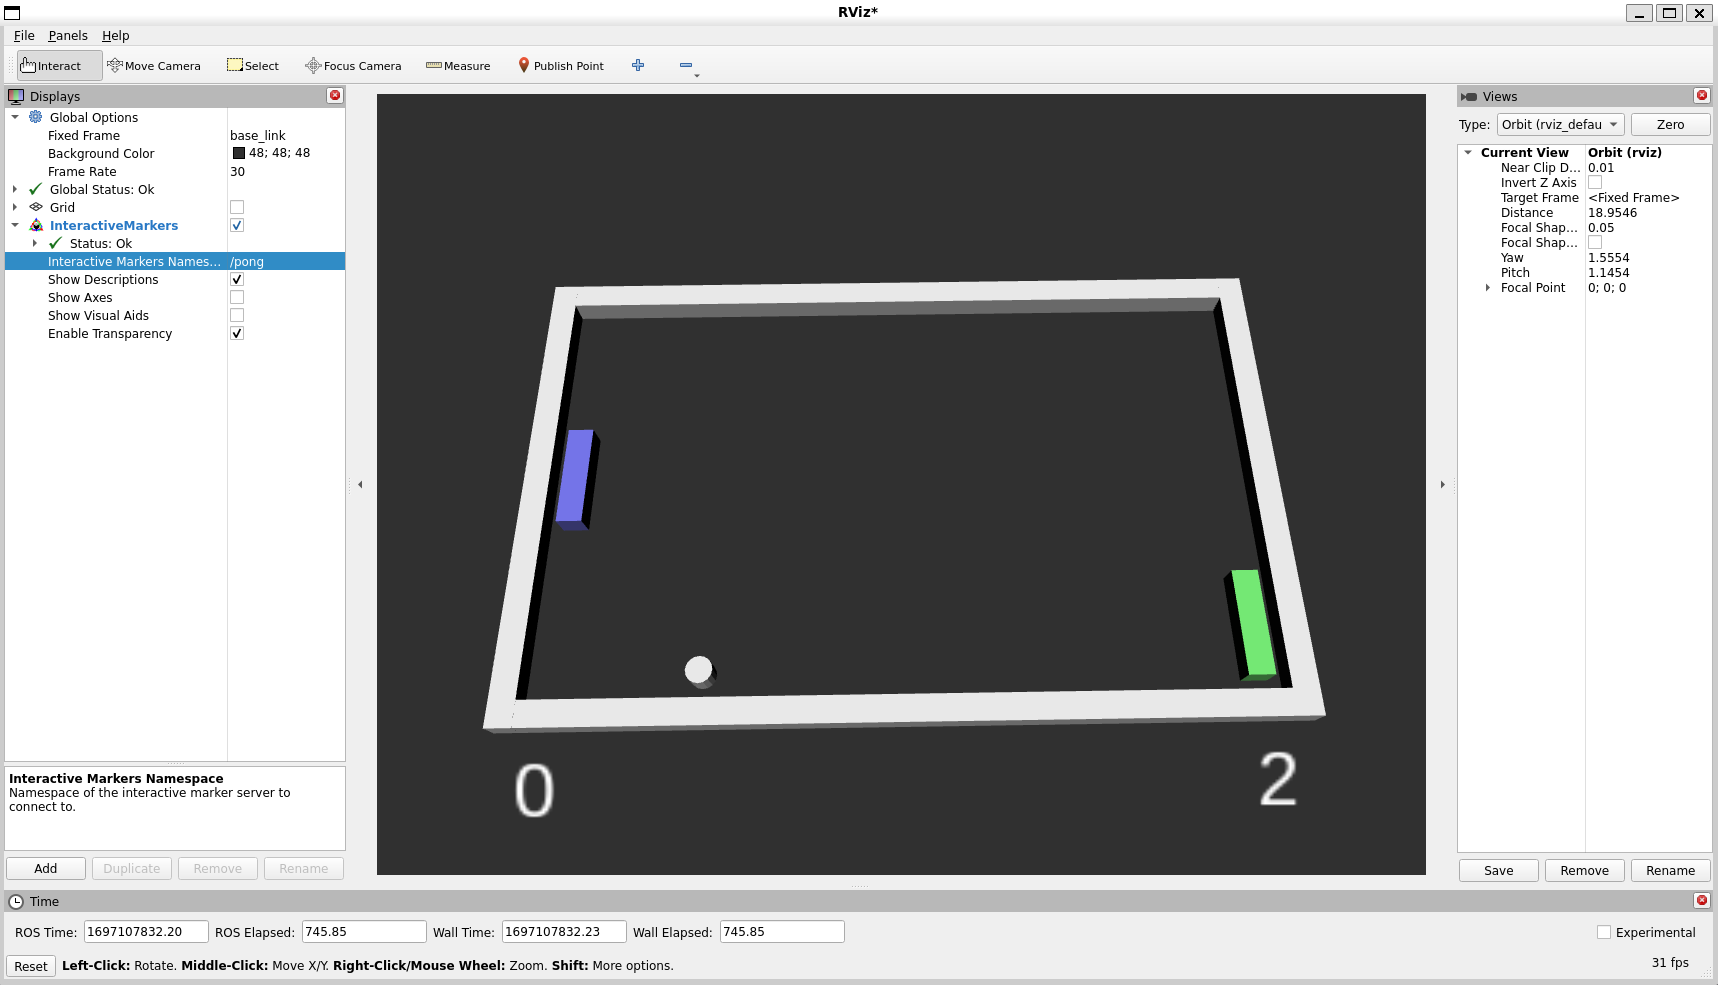 RViz*
File Panels Help
Interact Move Camera Select Focus Camera Measure Publish Point
Displays
Global Options
Fixed Frame base_link
Background Color 48; 48; 48
Frame Rate 30
Global Status: Ok
Grid
InteractiveMarkers
Status: Ok
Interactive Markers Names... /pong
Show Descriptions
Show Axes
Show Visual Aids
Enable Transparency
Interactive Markers Namespace
Namespace of the interactive marker server to
connect to.
Add Duplicate Remove Rename
0 2
Views
Type: Orbit (rviz_defau Zero
Current View Orbit (rviz)
Near Clip D... 0.01
Invert Z Axis
Target Frame <Fixed Frame>
Distance 18.9546
Focal Shap... 0.05
Focal Shap...
Yaw 1.5554
Pitch 1.1454
Focal Point 0; 0; 0
Save Remove Rename
Time
ROS Time: 1697107832.20 ROS Elapsed: 745.85 Wall Time: 1697107832.23 Wall Elapsed: 745.85 Experimental
Reset Left-Click: Rotate. Middle-Click: Move X/Y. Right-Click/Mouse Wheel: Zoom. Shift: More options. 31 fps